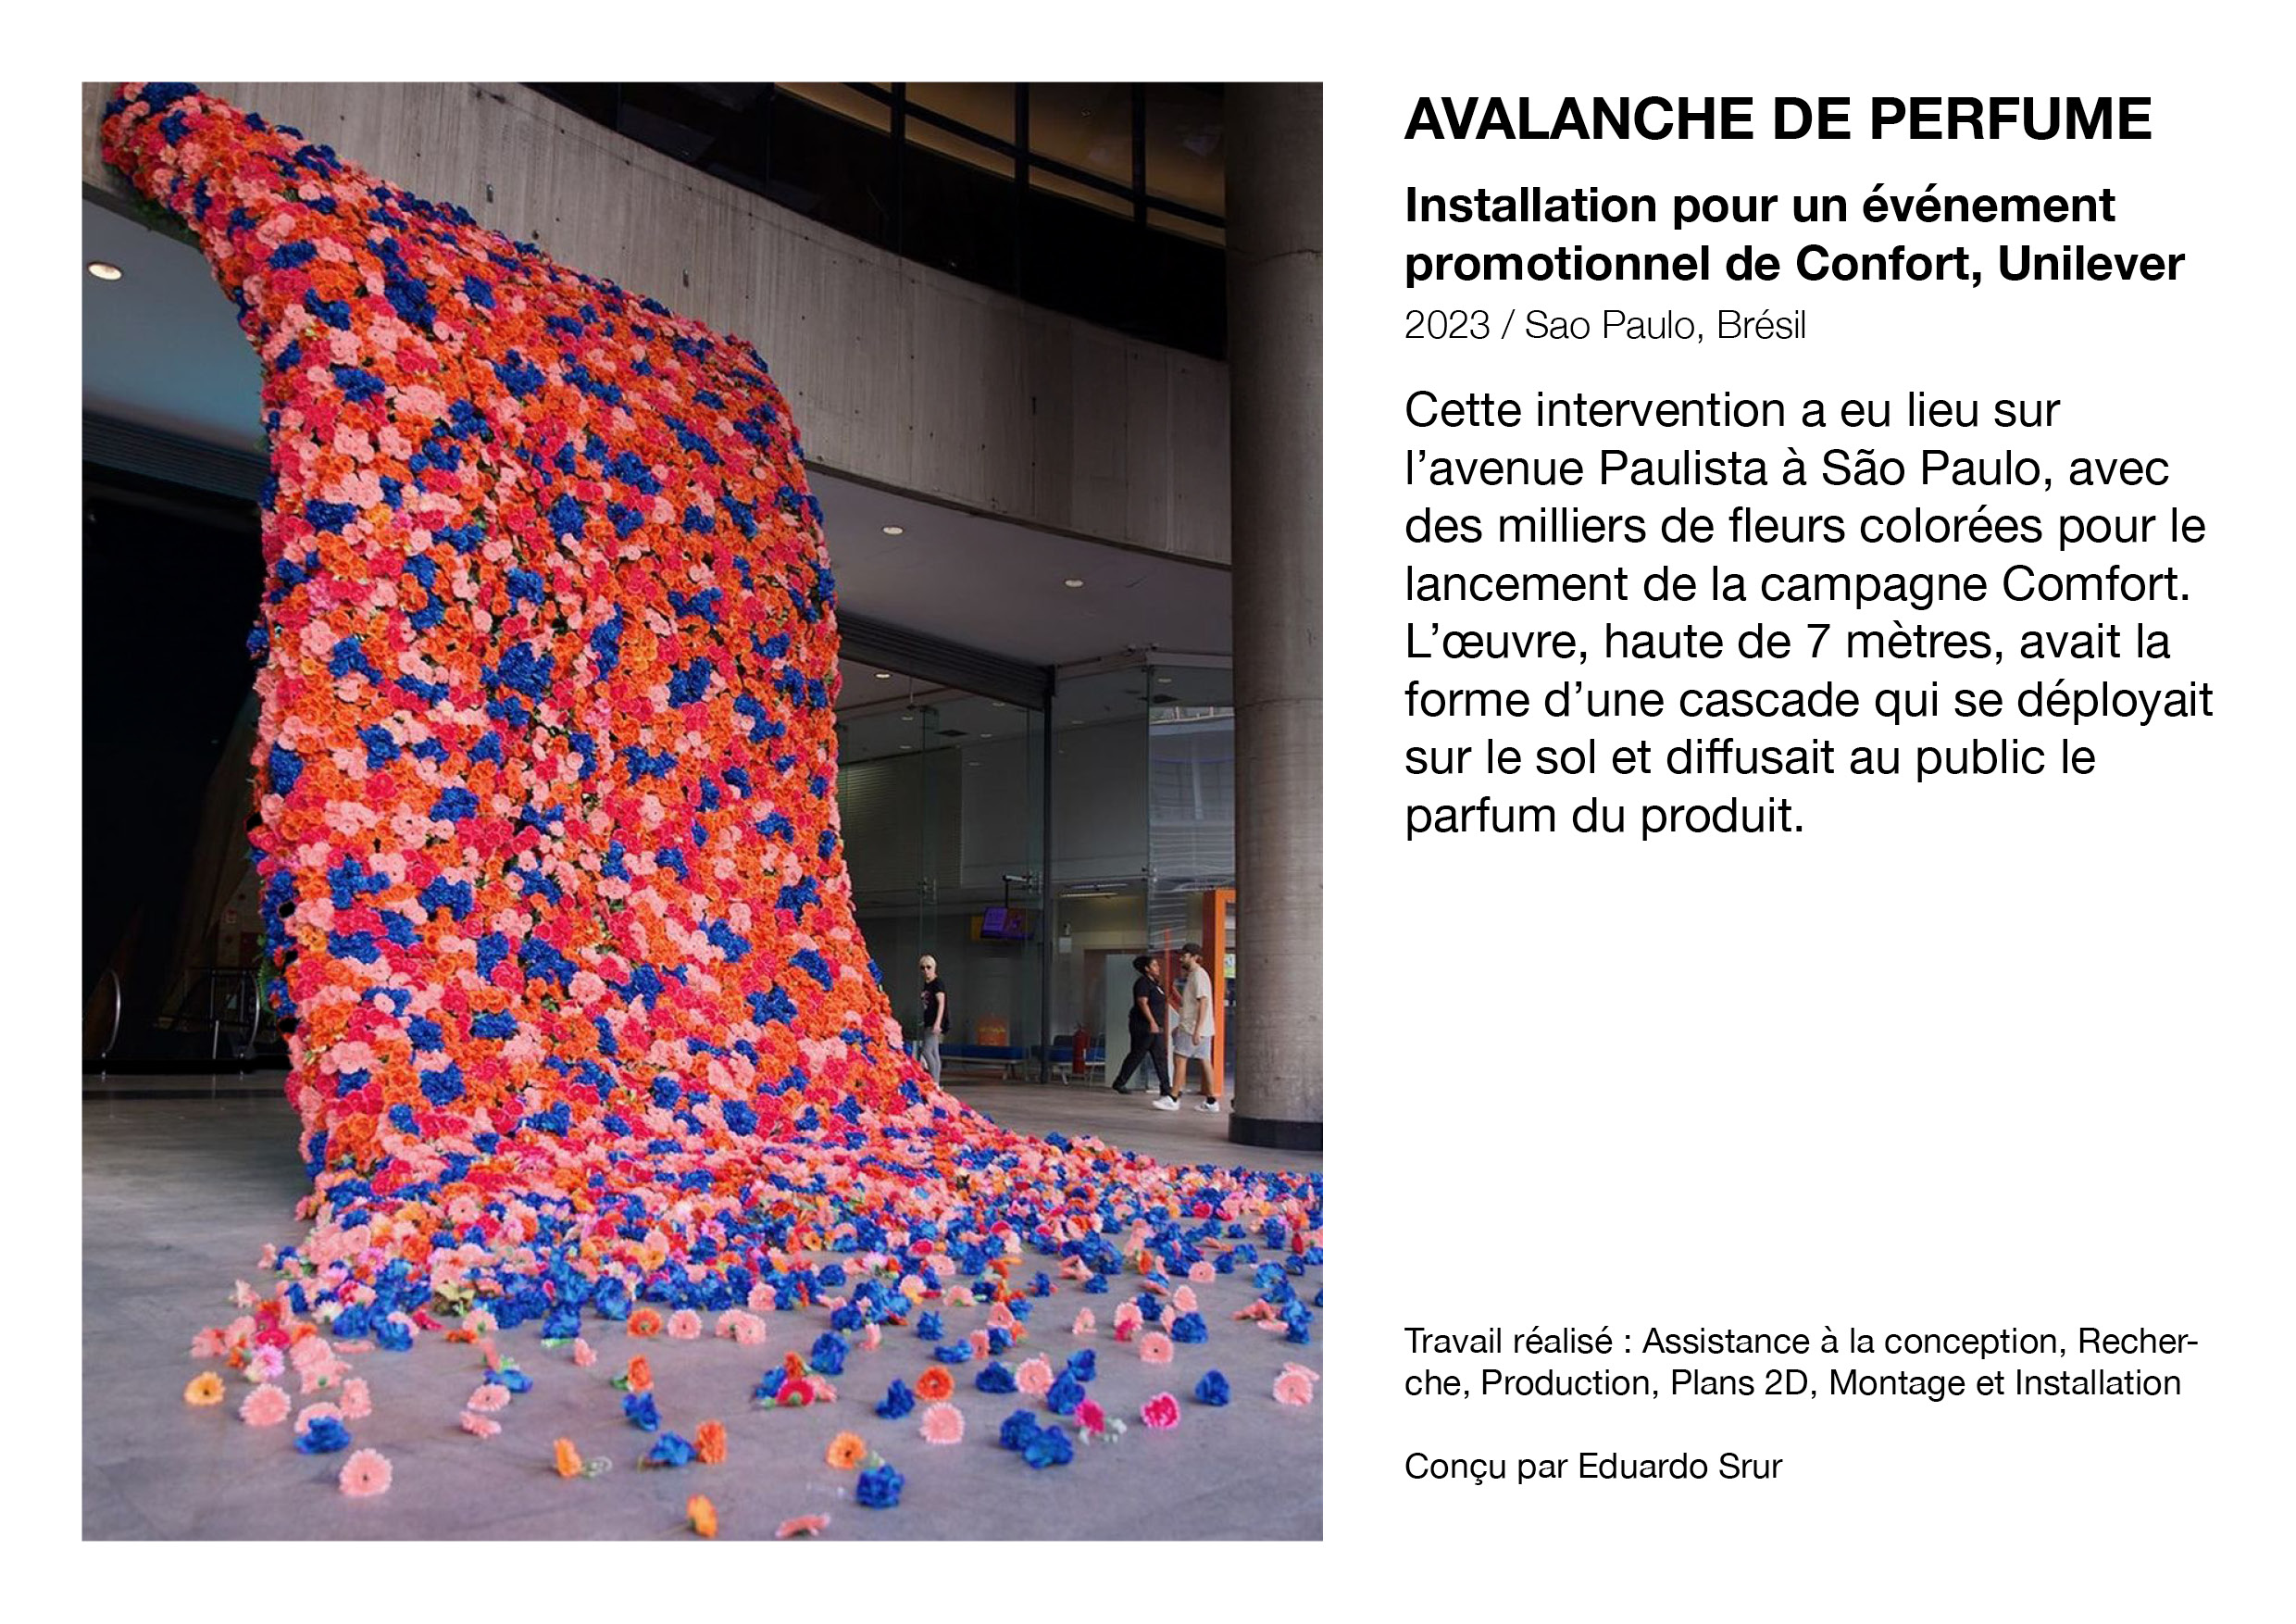 AVALANCHE DE PERFUME
Installation pour un événement
promotionnel de Confort, Unilever
2023 / Sao Paulo, Brésil
Cette intervention a eu lieu sur
l’avenue Paulista à São Paulo, avec
des milliers de fleurs colorées pour le
lancement de la campagne Comfort.
L’œuvre, haute de 7 mètres, avait la
forme d’une cascade qui se déployait
sur le sol et diffusait au public le
parfum du produit.
Travail réalisé : Assistance à la conception, Recher-
che, Production, Plans 2D, Montage et Installation
Conçu par Eduardo Srur